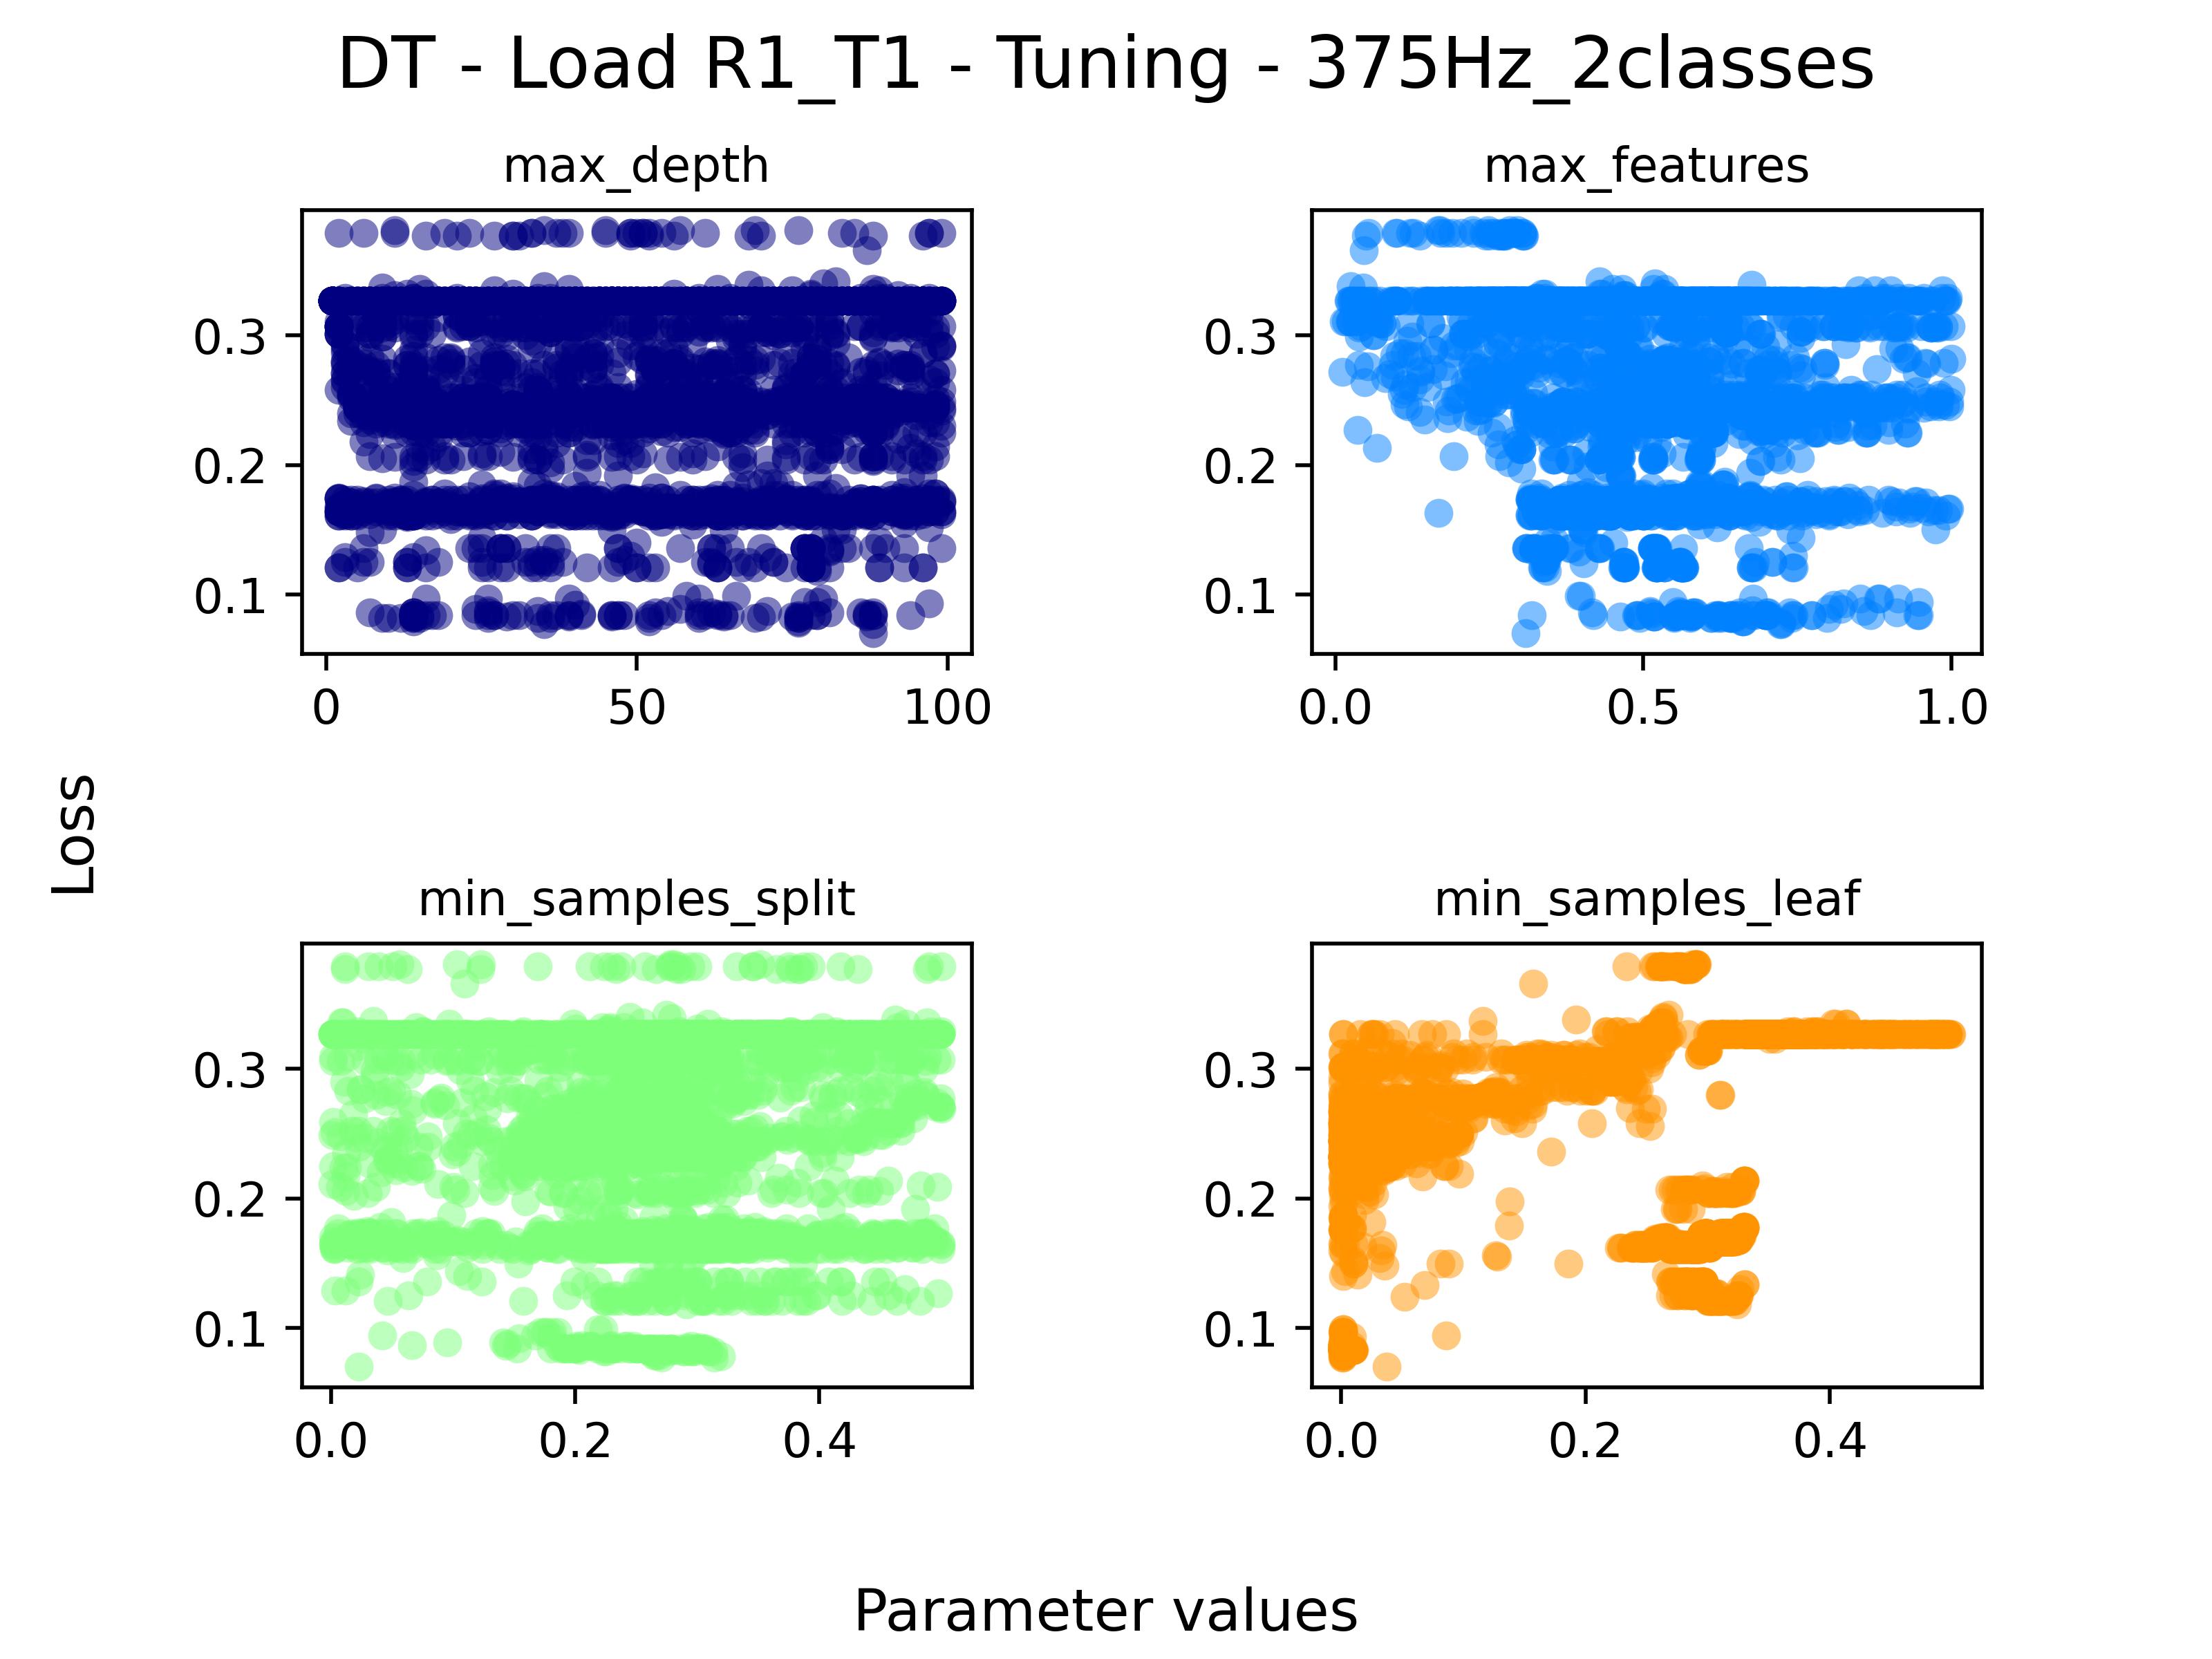 DT - Load R1_T1 - Tuning - 375Hz_2classes
max_depth
max_features
0.3
0.2
0.1
0 50 100
0.3
0.2
0.1
0.0 0.5 1.0
Loss
min_samples_split
min_samples_leaf
0.3
0.2
0.1
0.0 0.2 0.4
0.3
0.2
0.1
0.0 0.2 0.4
Parameter values